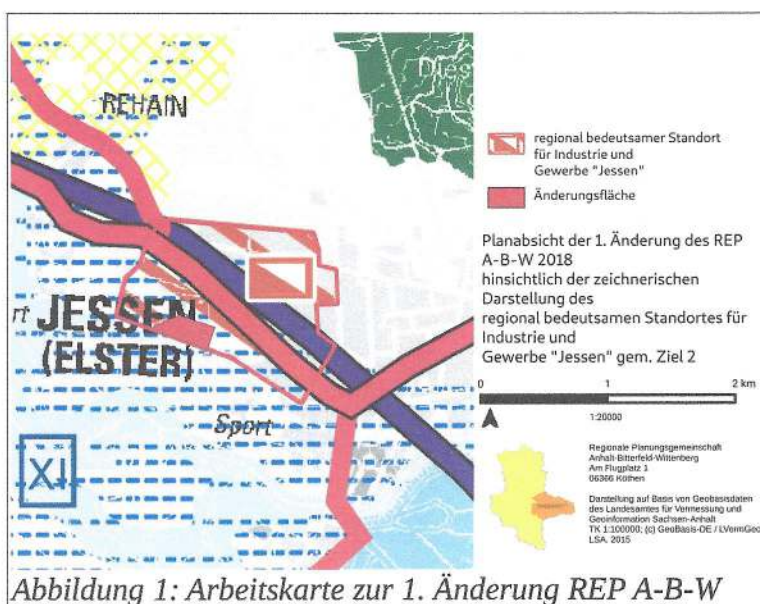 REHAIN
JESSEN
(ELSTER)
Sport
XI
regional bedeutsamer Standort
für Industrie und
Gewerbe "Jessen"
Änderungsfläche
Planabsicht der 1. Änderung des REP
A-B-W 2018
hinsichtlich der zeichnerischen
Darstellung des
regional bedeutsamen Standortes für
Industrie und
Gewerbe "Jessen" gem. Ziel 2
0 1 2 km
1:20000
Regionale Planungsgemeinschaft
Anhalt-Bitterfeld-Wittenberg
Am Flugplatz 1
06366 Köthen
Darstellung auf Basis von Geobasisdaten
des Landesamtes für Vermessung und
Geoinformation Sachsen-Anhalt
TK 1:100000; (c) GeoBasis-DE / LVermGeo
LSA, 2015
Abbildung 1: Arbeitskarte zur 1. Änderung REP A-B-W